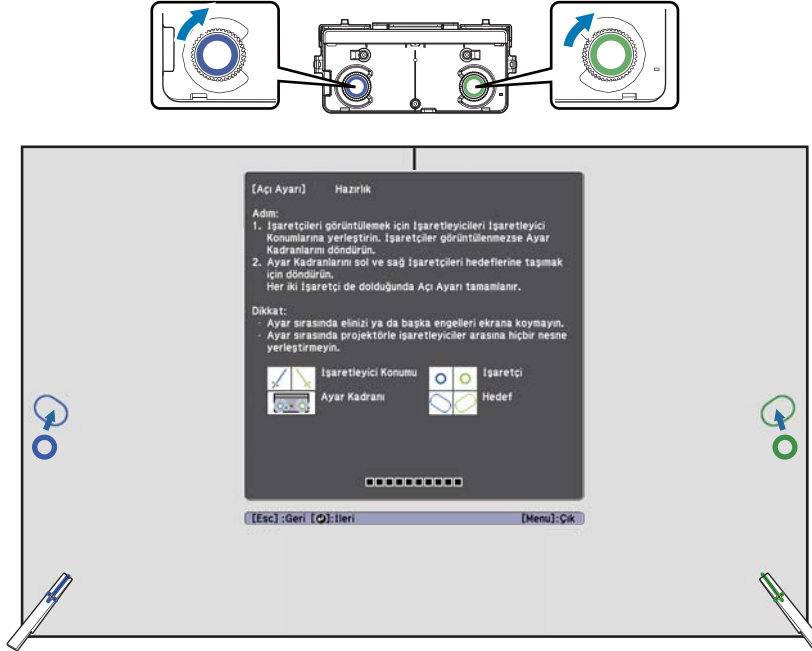 [Açı Ayarı] Hazırlık
Adım:
1. İşaretçileri görüntülemek için İşaretleyicileri İşaretleyici
Konumlarına yerleştirin. İşaretçiler görüntülenmezse Ayar
Kadranlarını döndürün.
2. Ayar Kadranlarını sol ve sağ İşaretçileri hedeflerine taşımak
için döndürün.
Her iki İşaretçi de dolduğunda Açı Ayarı tamamlanır.
Dikkat:
- Ayar sırasında elinizi ya da başka engelleri ekrana koymayın.
- Ayar sırasında projektörle işaretleyiciler arasına hiçbir nesne
yerleştirmeyin.
İşaretleyici Konumu İşaretçi
Ayar Kadranı Hedef
[Esc] :Geri [⏎]:İleri [Menu]:Çık